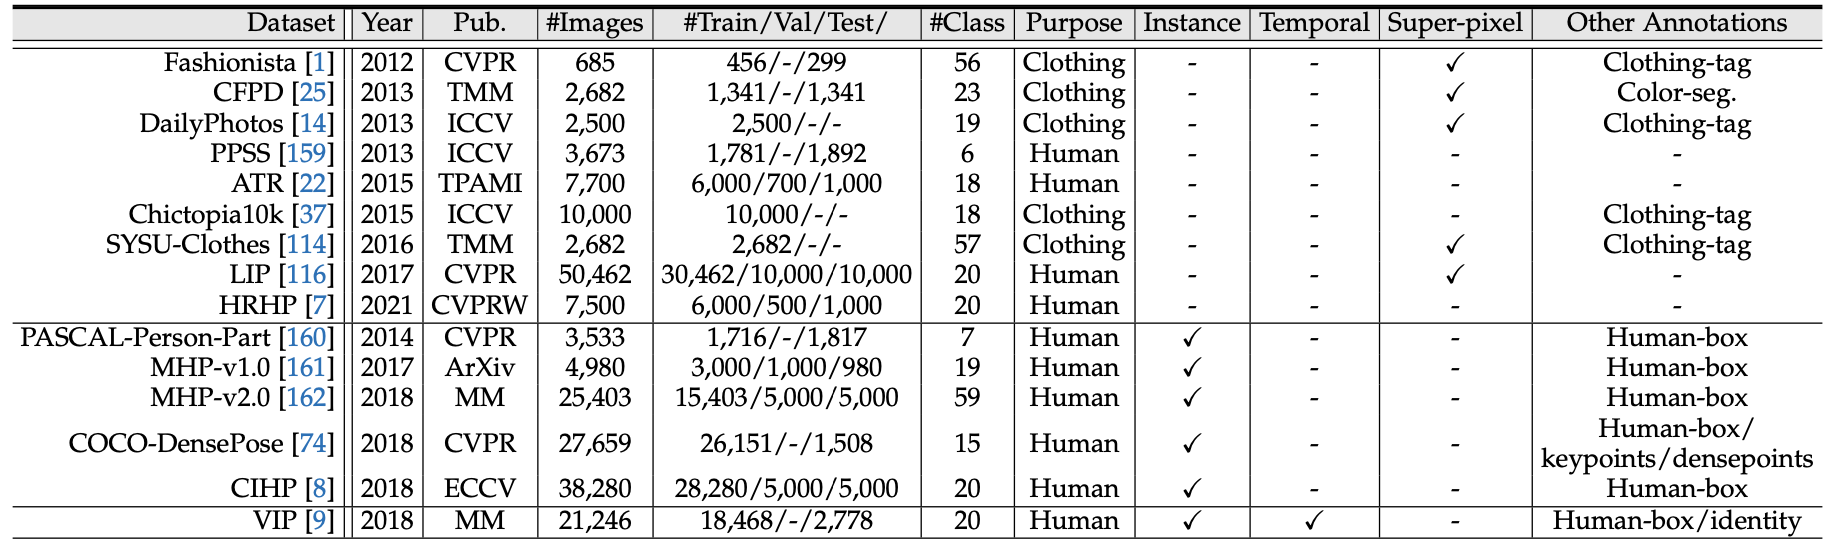 Dataset Year Pub. #Images #Train/Val/Test/ #Class Purpose Instance Temporal Super-pixel Other Annotations
Fashionista [1] 2012 CVPR 685 456/-/299 56 Clothing - - ✓ Clothing-tag
CFPD [25] 2013 TMM 2,682 1,341/-/1,341 23 Clothing - - ✓ Color-seg.
DailyPhotos [14] 2013 ICCV 2,500 2,500/-/- 19 Clothing - - ✓ Clothing-tag
PPSS [159] 2013 ICCV 3,673 1,781/-/1,892 6 Human - - - -
ATR [22] 2015 TPAMI 7,700 6,000/700/1,000 18 Human - - - -
Chictopia10k [37] 2015 ICCV 10,000 10,000/-/- 18 Clothing - - - Clothing-tag
SYSU-Clothes [114] 2016 TMM 2,682 2,682/-/- 57 Clothing - - ✓ Clothing-tag
LIP [116] 2017 CVPR 50,462 30,462/10,000/10,000 20 Human - - ✓ -
HRHP [7] 2021 CVPRW 7,500 6,000/500/1,000 20 Human - - - -
PASCAL-Person-Part [160] 2014 CVPR 3,533 1,716/-/1,817 7 Human ✓ - - Human-box
MHP-v1.0 [161] 2017 ArXiv 4,980 3,000/1,000/980 19 Human ✓ - - Human-box
MHP-v2.0 [162] 2018 MM 25,403 15,403/5,000/5,000 59 Human ✓ - - Human-box
COCO-DensePose [74] 2018 CVPR 27,659 26,151/-/1,508 15 Human ✓ - - Human-box/
keypoints/densepoints
CIHP [8] 2018 ECCV 38,280 28,280/5,000/5,000 20 Human ✓ - - Human-box
VIP [9] 2018 MM 21,246 18,468/-/2,778 20 Human ✓ ✓ - Human-box/identity